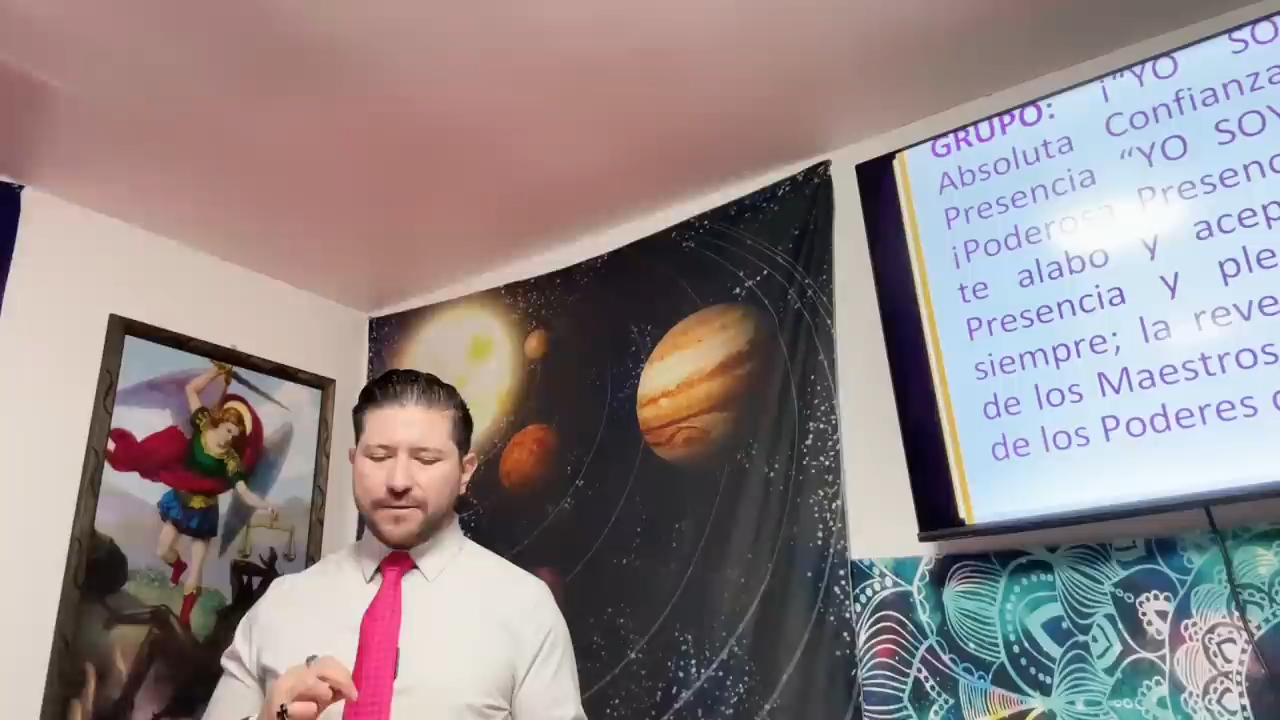 GRUPO: ¡"YO SO
Absoluta Confianza
Presencia "YO SOY
¡Poderosa Presenc
te alabo y acep
Presencia y ple
siempre; la reve
de los Maestros
de los Poderes